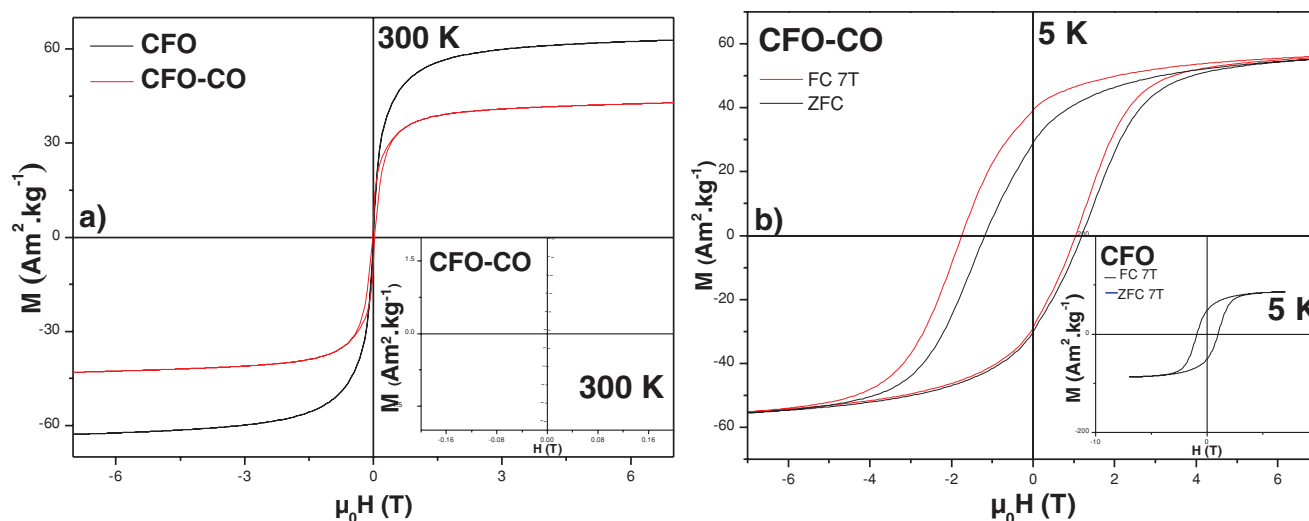 CFO
CFO-CO
300 K
60
30
0
-30
-60
M (Am².kg⁻¹)
a)
-6
-3
0
3
6
μ₀H (T)
CFO-CO
1.5
0.0
M (Am².kg⁻¹)
300 K
-0.16
-0.08
0.00
0.08
0.16
H (T)
CFO-CO
5 K
FC 7T
ZFC
60
40
20
0
-20
-40
-60
M (Am².kg⁻¹)
b)
-6
-4
-2
0
2
4
6
μ₀H (T)
CFO
FC 7T
ZFC 7T
5 K
0
-200
M (Am².kg⁻¹)
-10
0
H (T)